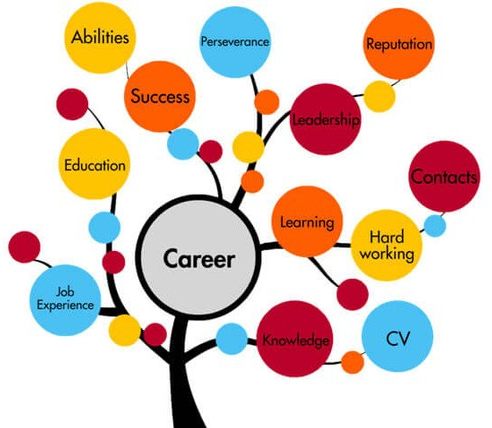 Abilities
Perseverance
Reputation
Success
Leadership
Education
Contacts
Learning
Hard
working
Career
Job
Experience
Knowledge
CV